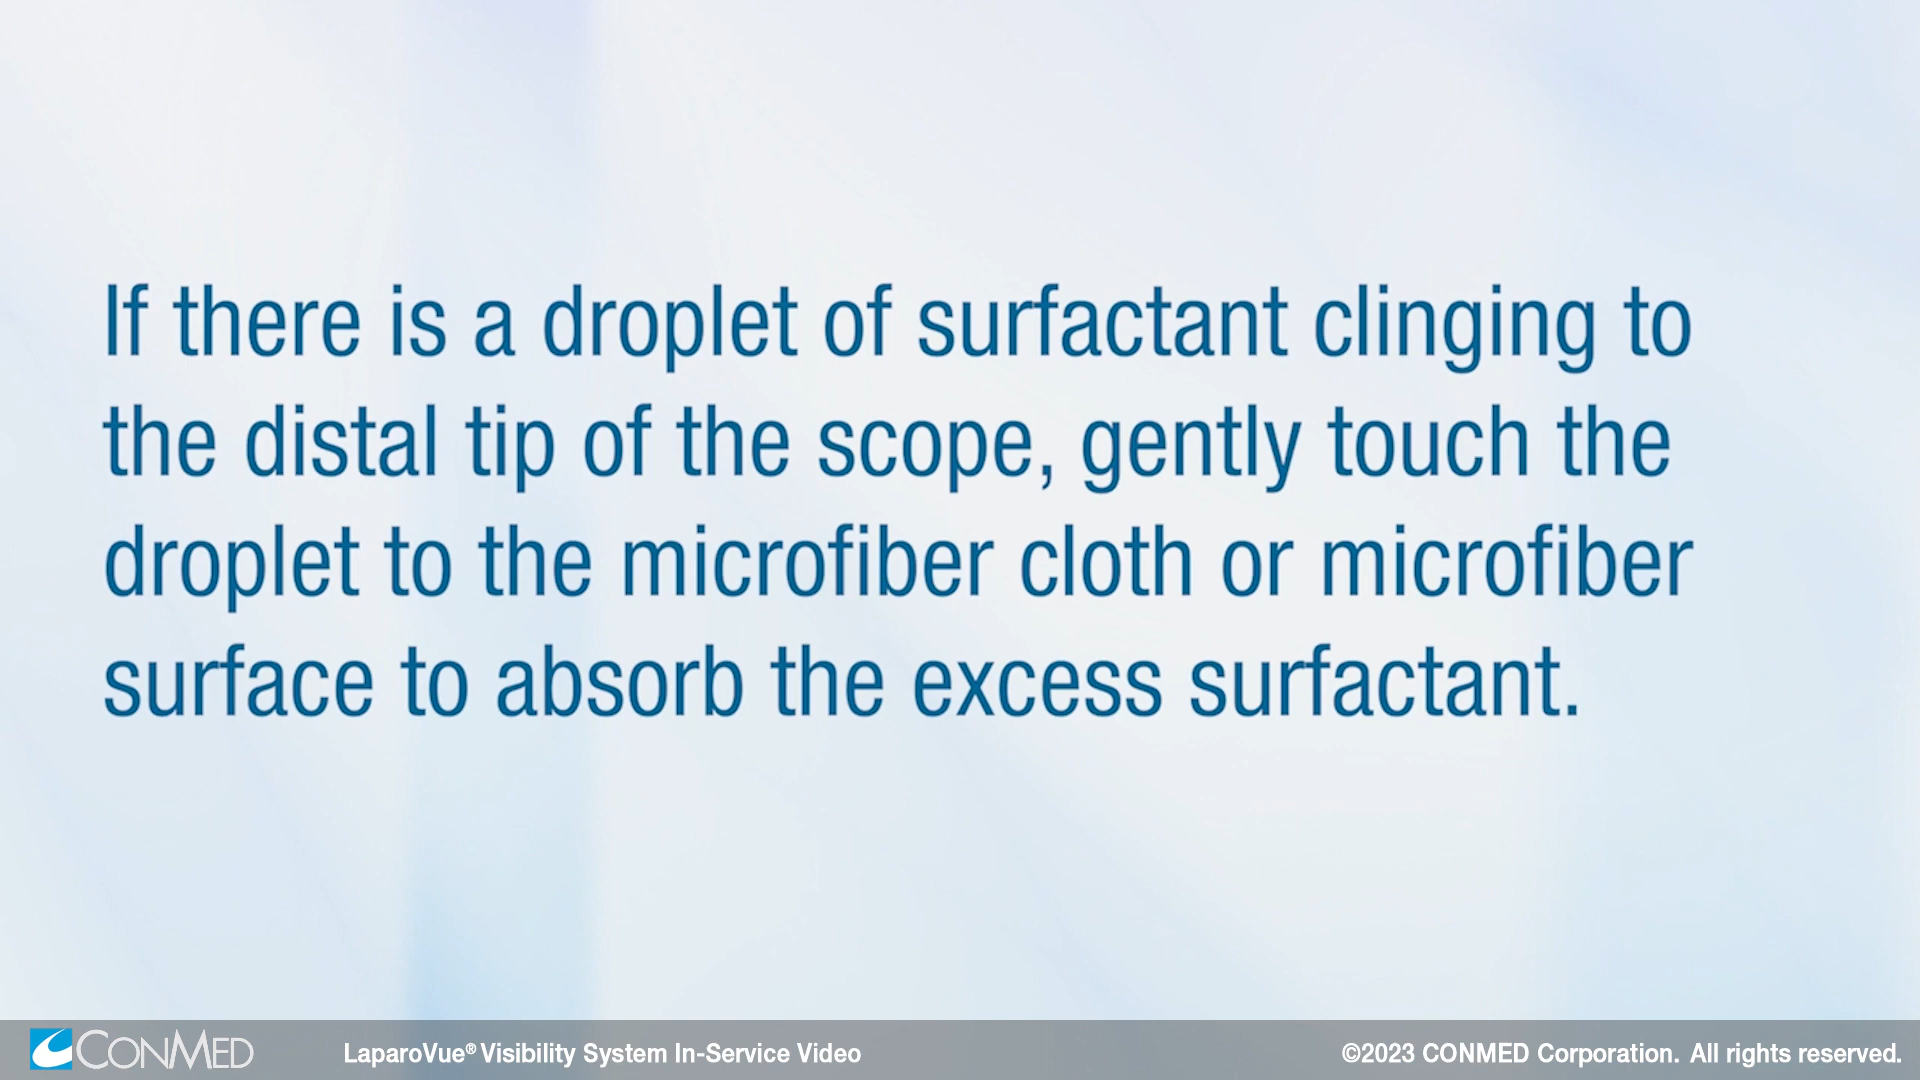 If there is a droplet of surfactant clinging to
the distal tip of the scope, gently touch the
droplet to the microfiber cloth or microfiber
surface to absorb the excess surfactant.
CONMED
LaparoVue® Visibility System In-Service Video
©2023 CONMED Corporation. All rights reserved.